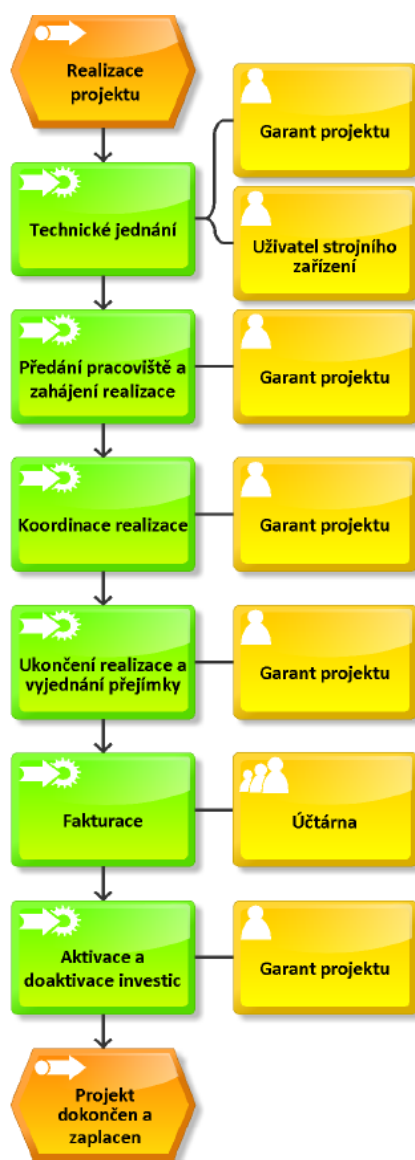 Realizace
projektu
Garant projektu
Technické jednání
Uživatel strojního
zařízení
Předání pracoviště a
zahájení realizace
Garant projektu
Koordinace realizace
Garant projektu
Ukončení realizace a
vyjednání přejímky
Garant projektu
Fakturace
Účtárna
Aktivace a
doaktivace investic
Garant projektu
Projekt
dokončen a
zaplacen